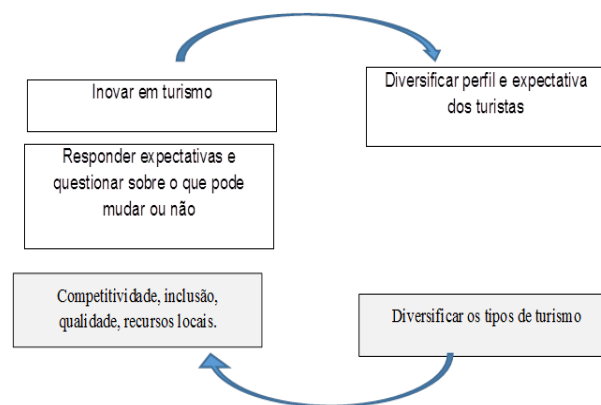 Inovar em turismo
Diversificar perfil e expectativa
dos turistas
Responder expectativas e
questionar sobre o que pode
mudar ou não
Competitividade, inclusão,
qualidade, recursos locais.
Diversificar os tipos de turismo